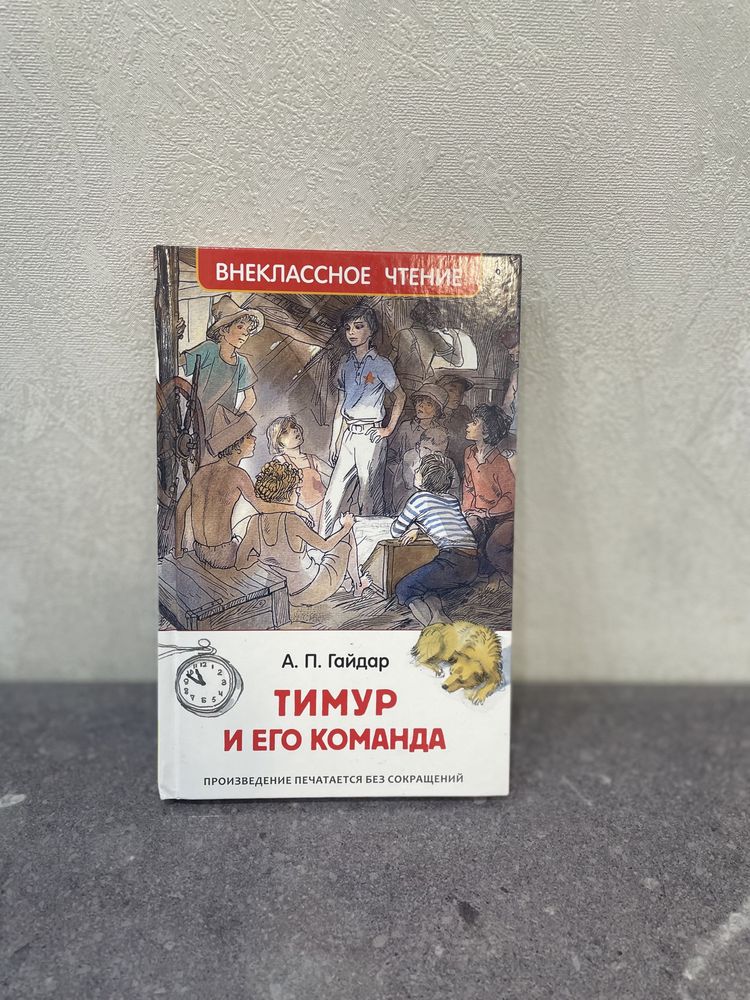 ВНЕКЛАССНОЕ ЧТЕНИЕ
А. П. Гайдар
ТИМУР
И ЕГО КОМАНДА
ПРОИЗВЕДЕНИЕ ПЕЧАТАЕТСЯ БЕЗ СОКРАЩЕНИЙ